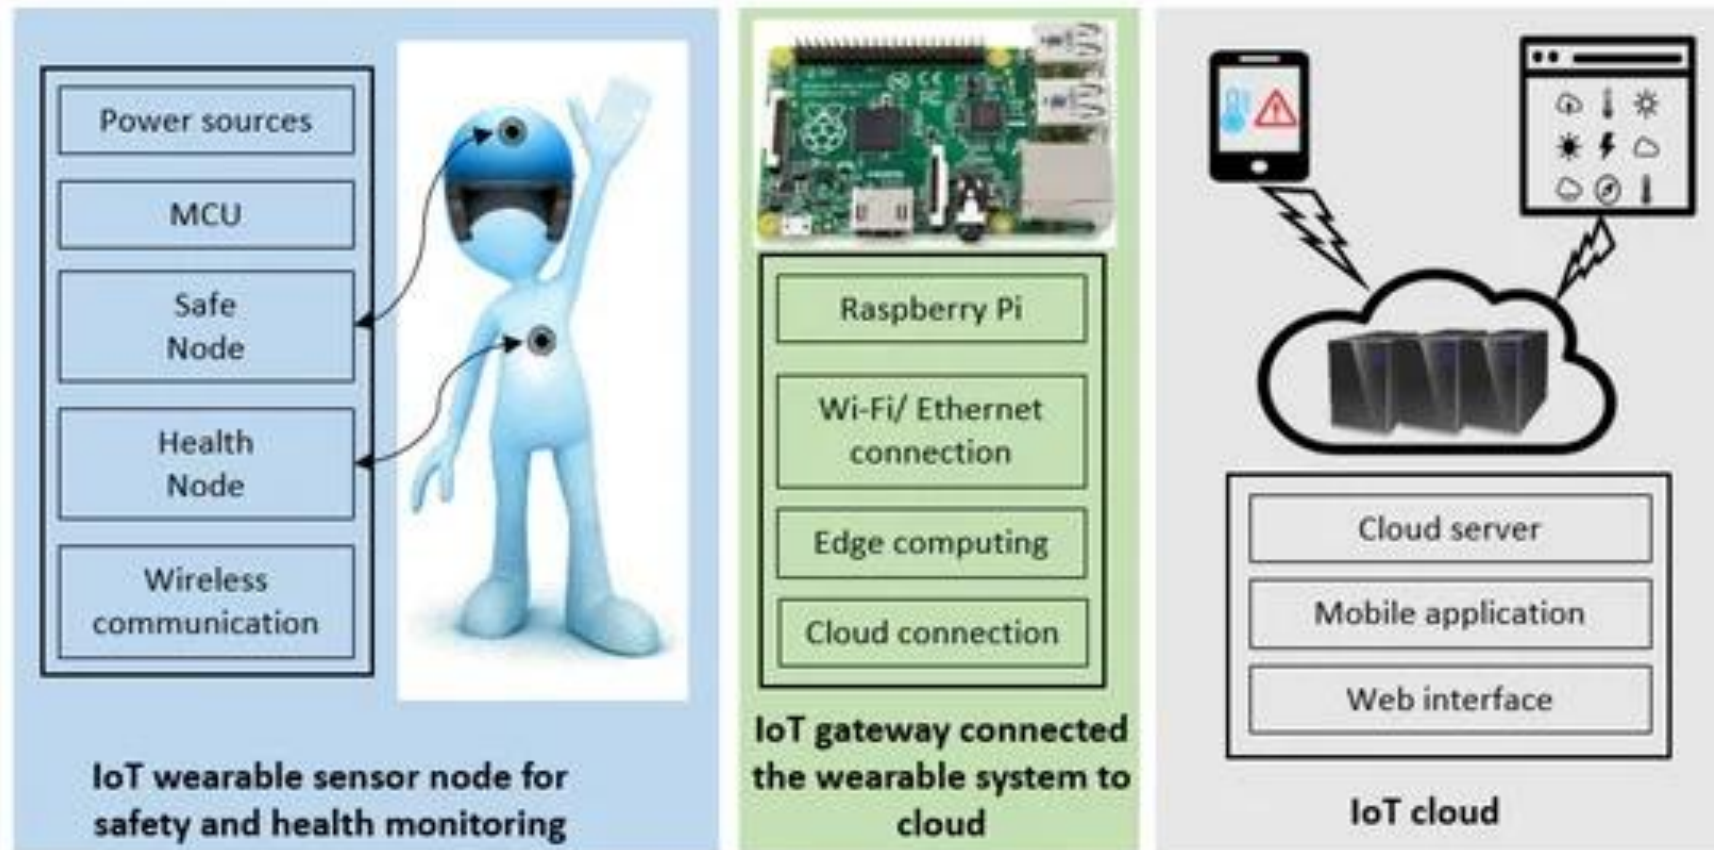 Power sources
MCU
Safe
Node
Health
Node
Wireless
communication
IoT wearable sensor node for
safety and health monitoring
Raspberry Pi
Wi-Fi/ Ethernet
connection
Edge computing
Cloud connection
IoT gateway connected
the wearable system to
cloud
Cloud server
Mobile application
Web interface
IoT cloud